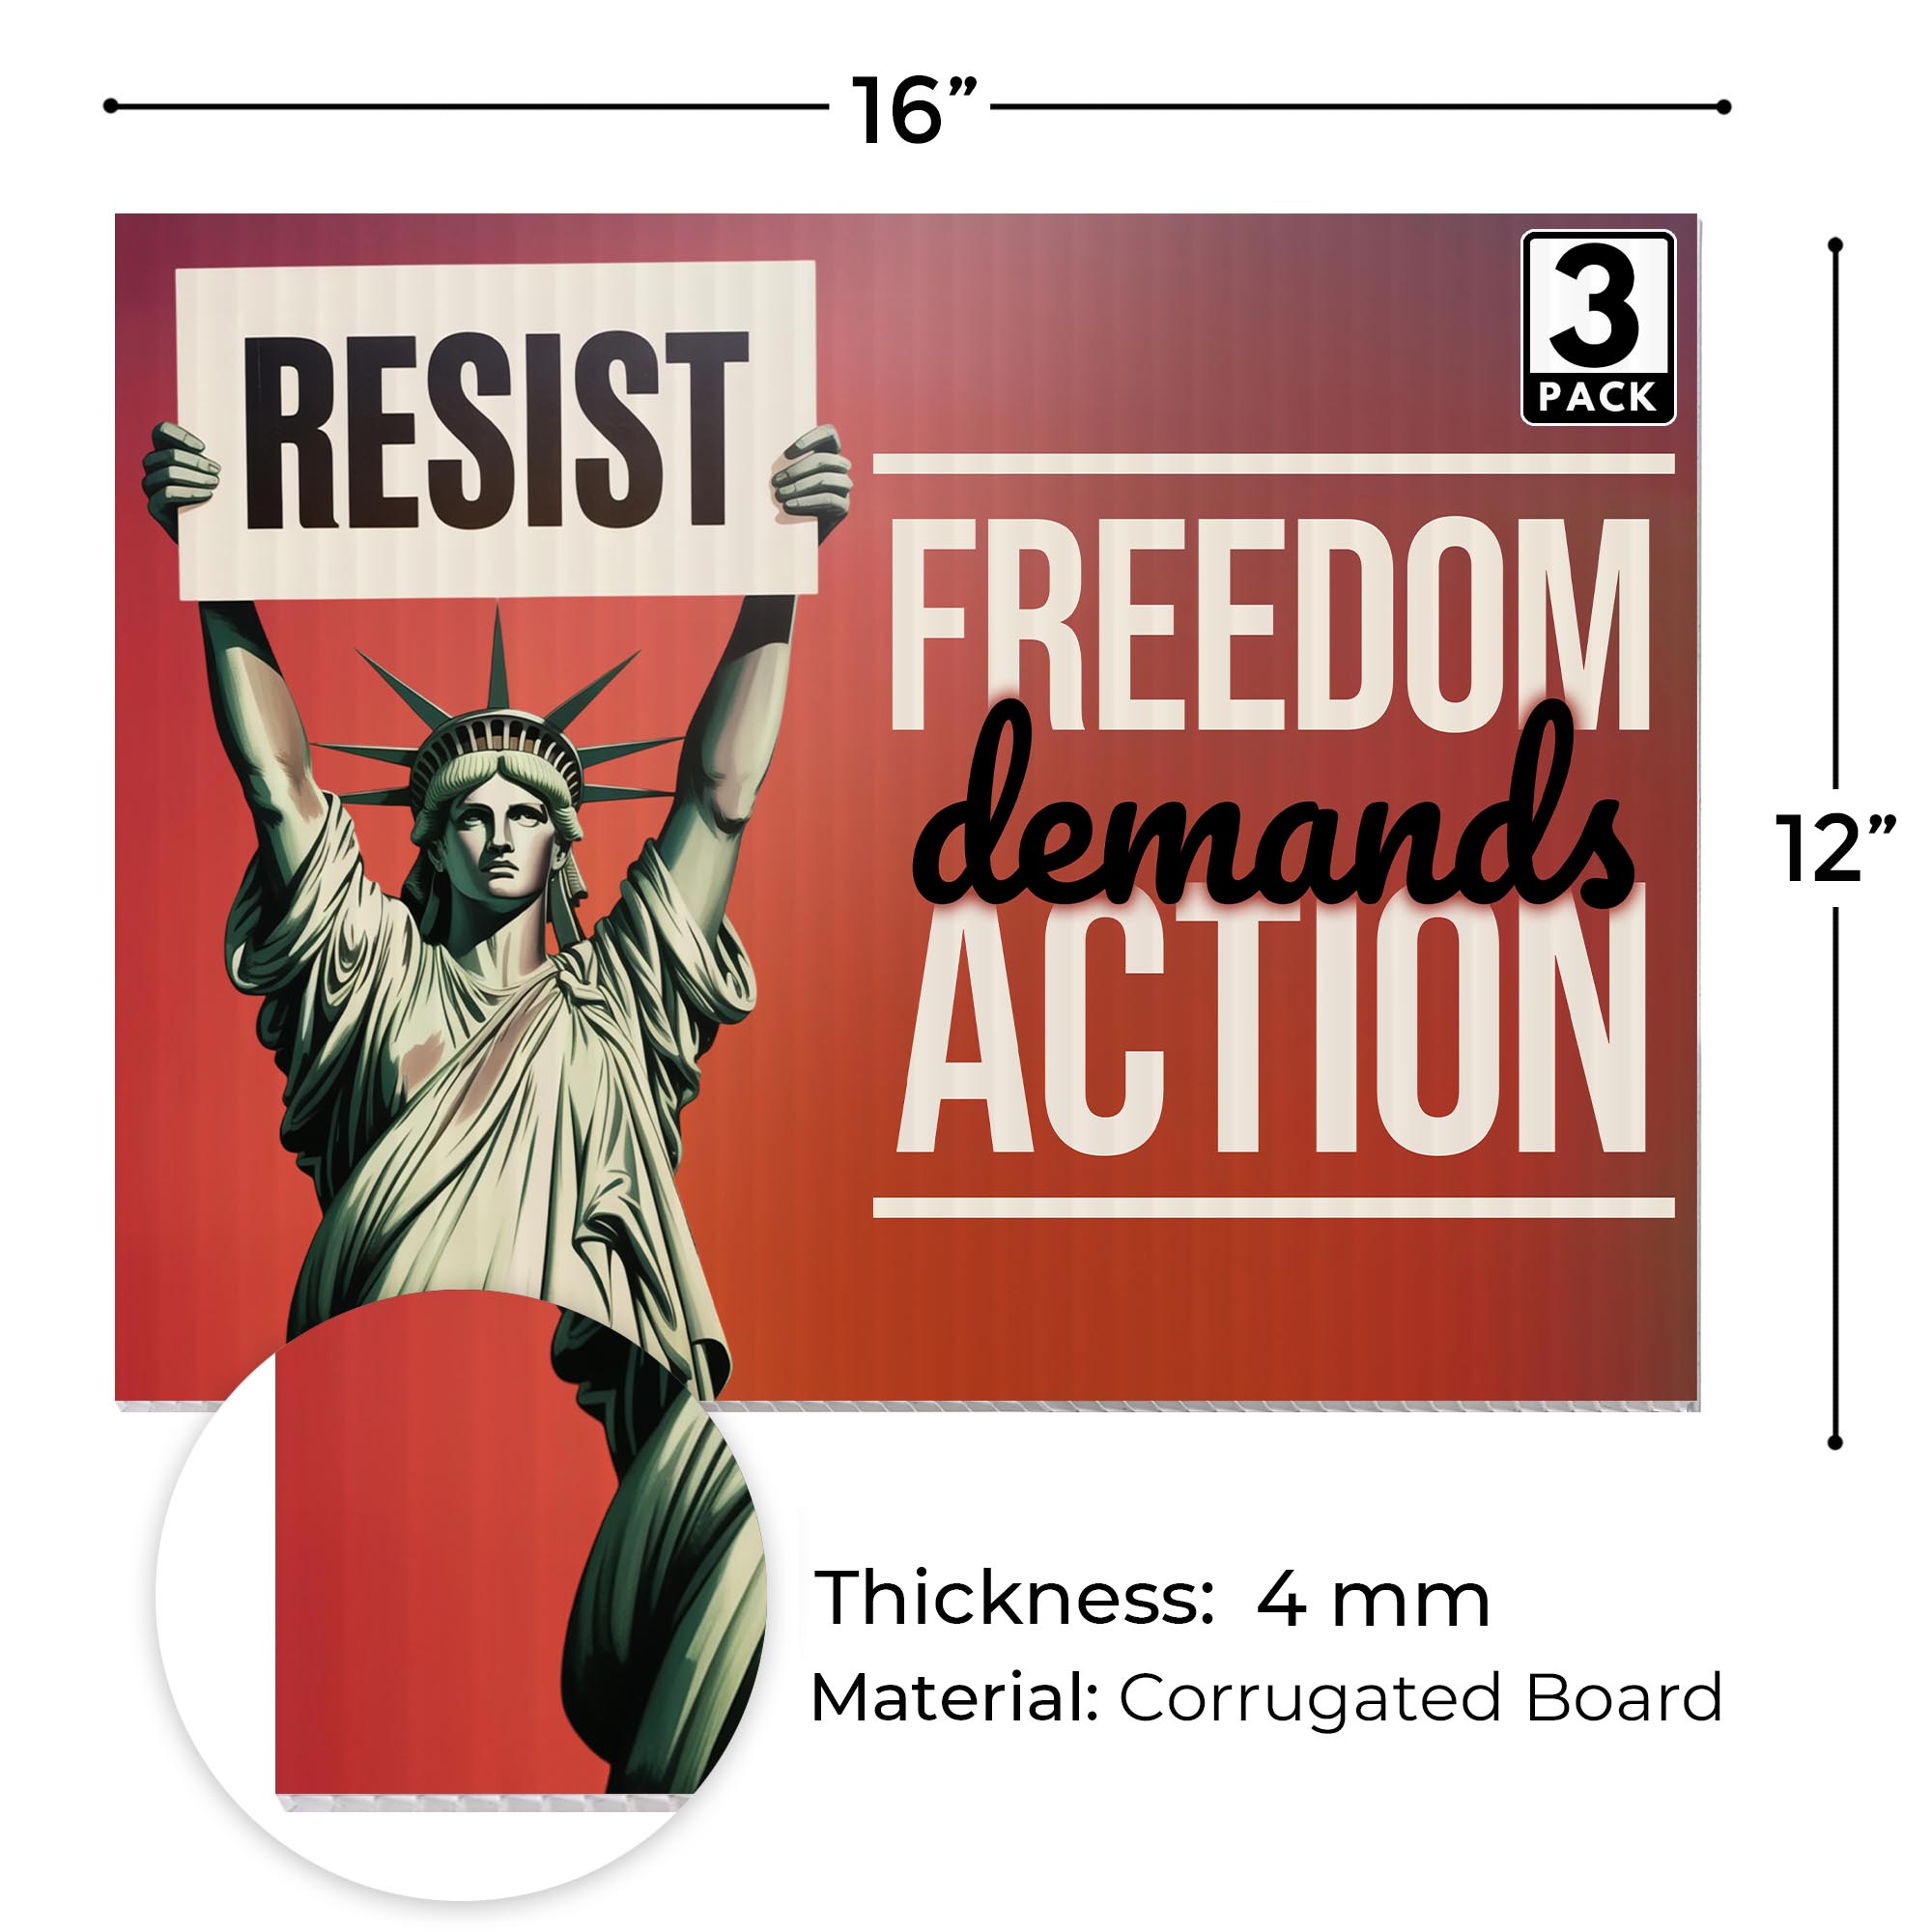 16”
RESIST
3
PACK
FREEDOM
demands
ACTION
12”
Thickness: 4 mm
Material: Corrugated Board